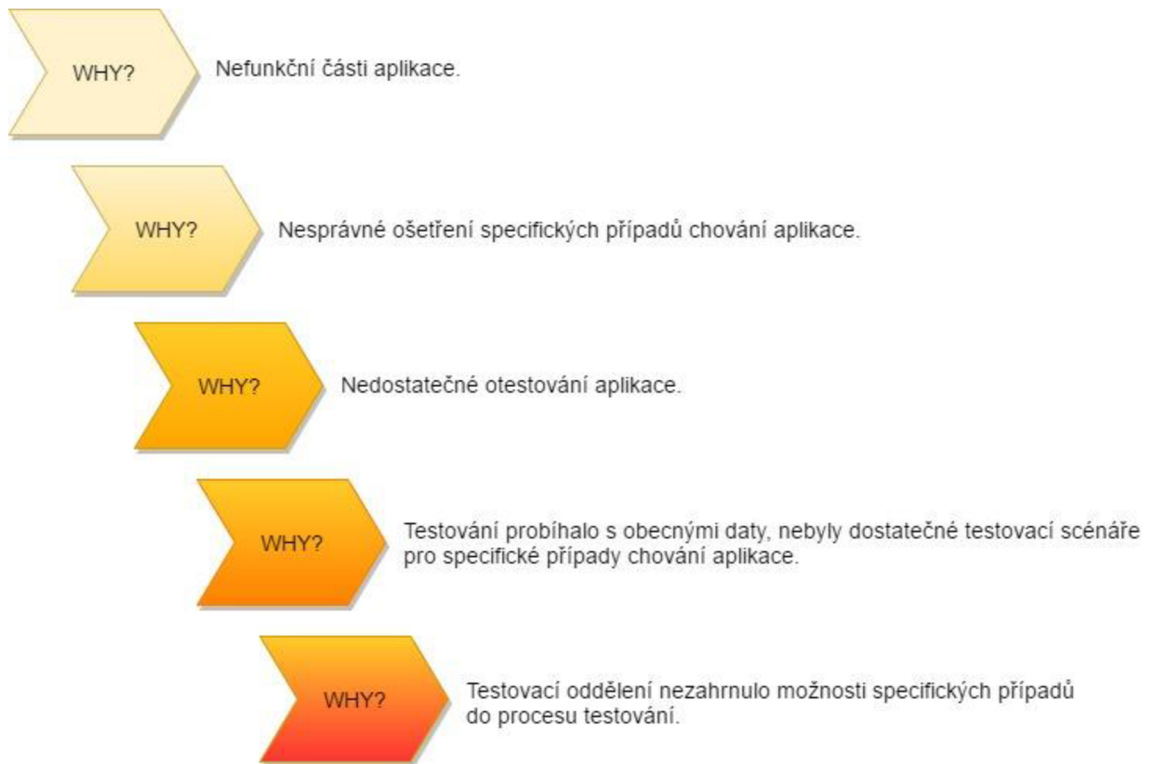 WHY?
Nefunkční části aplikace.
WHY?
Nesprávné ošetření specifických případů chování aplikace.
WHY?
Nedostatečné otestování aplikace.
WHY?
Testování probíhalo s obecnými daty, nebyly dostatečné testovací scénáře
pro specifické případy chování aplikace.
WHY?
Testovací oddělení nezahrnulo možnosti specifických případů
do procesu testování.